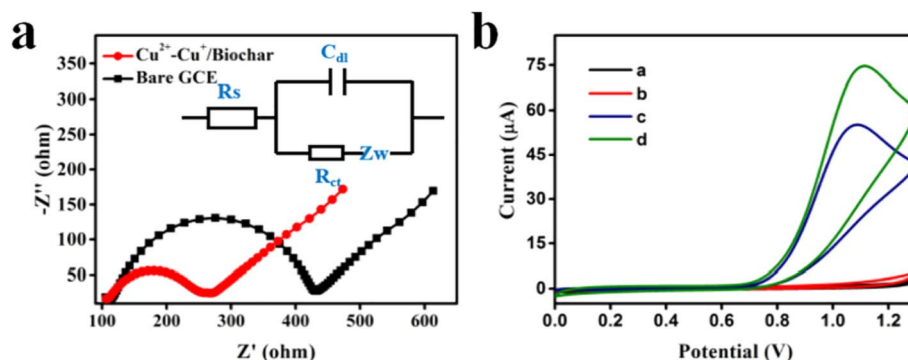 a
Cu²⁺-Cu⁺/Biochar
Bare GCE
Rs
C_dl
Zw
R_ct
-Z'' (ohm)
350
300
250
200
150
100
50
100
200
300
400
500
600
Z' (ohm)
b
a
b
c
d
Current (μA)
75
60
45
30
15
0
0.0
0.2
0.4
0.6
0.8
1.0
1.2
Potential (V)